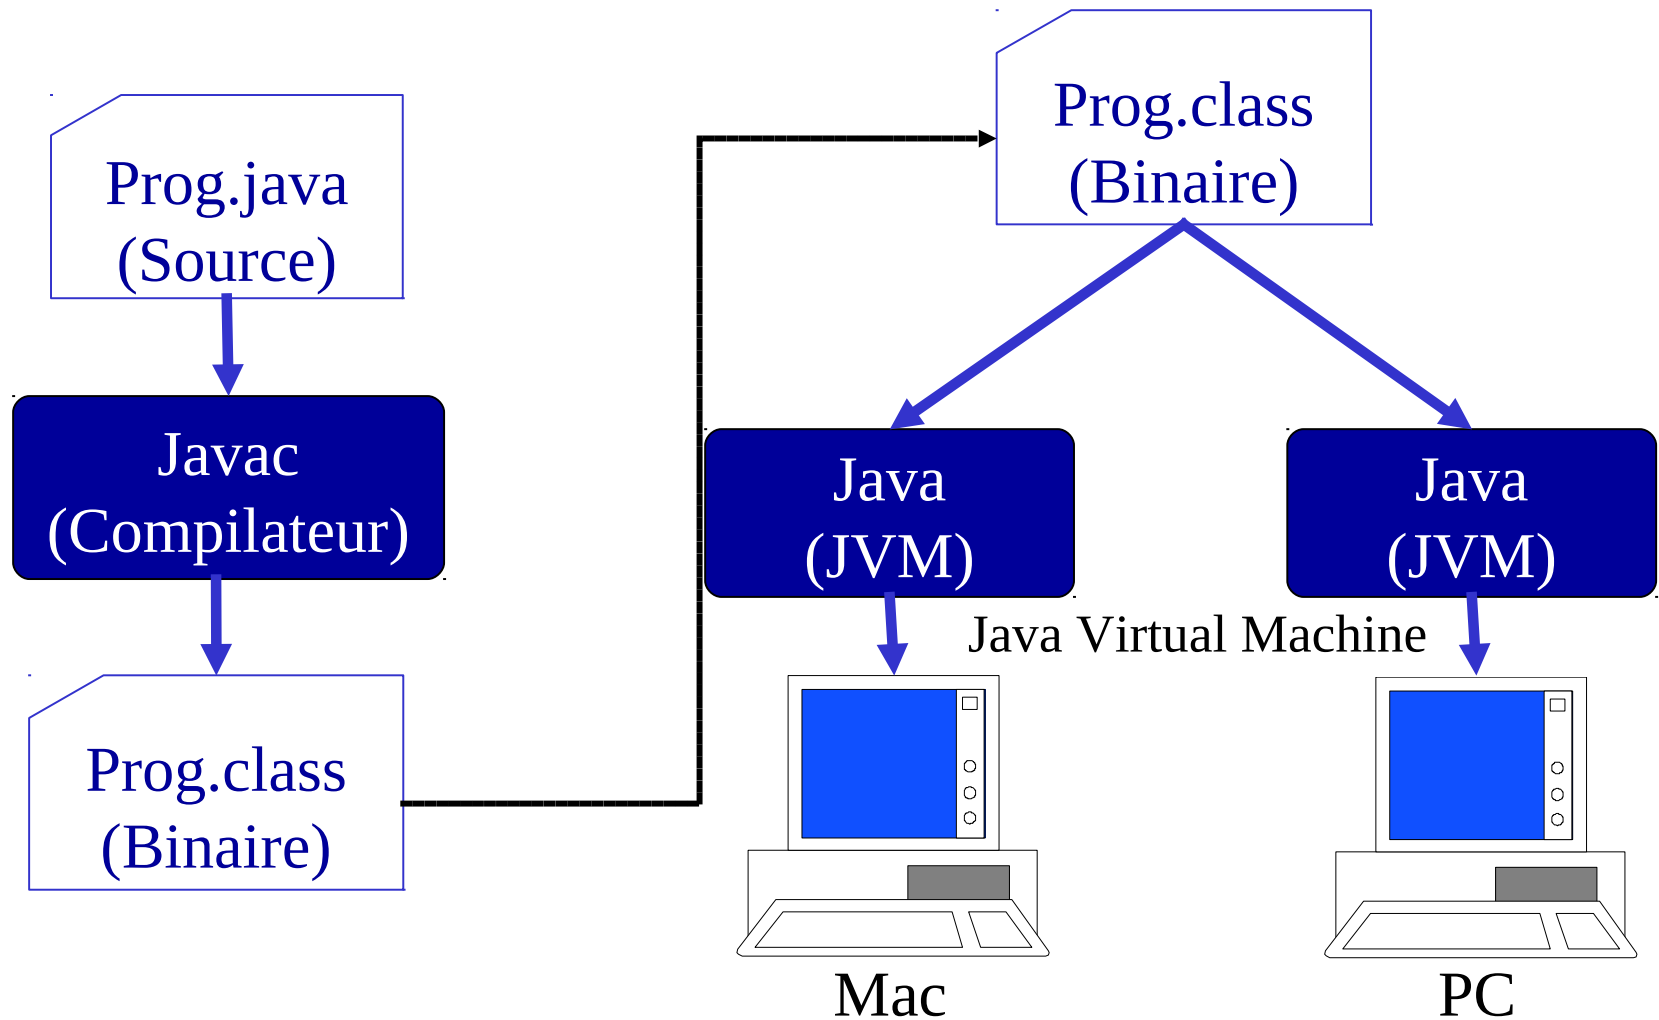 Prog.java
(Source)
Javac
(Compilateur)
Prog.class
(Binaire)
Prog.class
(Binaire)
Java
(JVM)
Java
(JVM)
Java Virtual Machine
Mac
PC